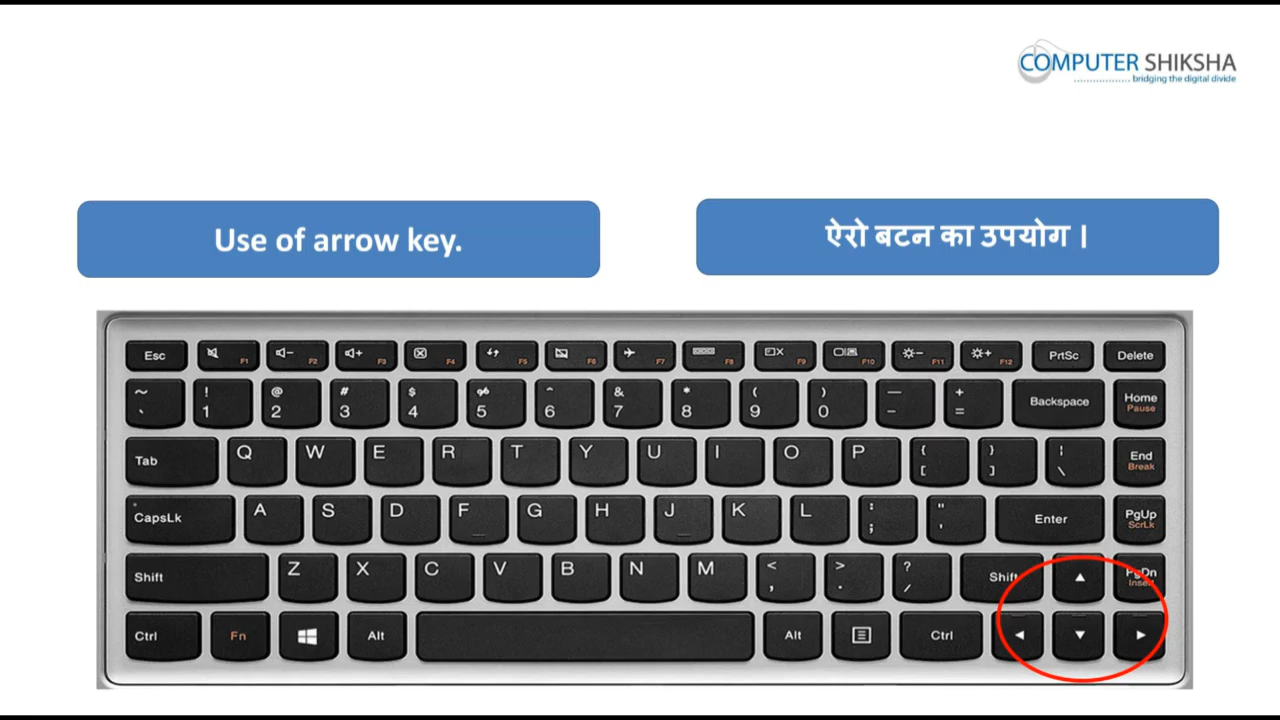 COMPUTER SHIKSHA
bridging the digital divide
Use of arrow key.
ऐरो बटन का उपयोग |
Esc F1 F2 F3 F4 F5 F6 F7 F8 F9 F10 F11 F12 PrtSc Delete
~ ! @ # $ % ^ & * ( ) — + Backspace Home
` 1 2 3 4 5 6 7 8 9 0 - = Pause
Tab Q W E R T Y U I O P { } ¦ End
[ ] \ Break
CapsLk A S D F G H J K L : " Enter PgUp
; ' ScrLk
Shift Z X C V B N M < > ? Shift ▲ PgDn
, . / Insert
Ctrl Fn Alt Alt Ctrl ◄ ▼ ►